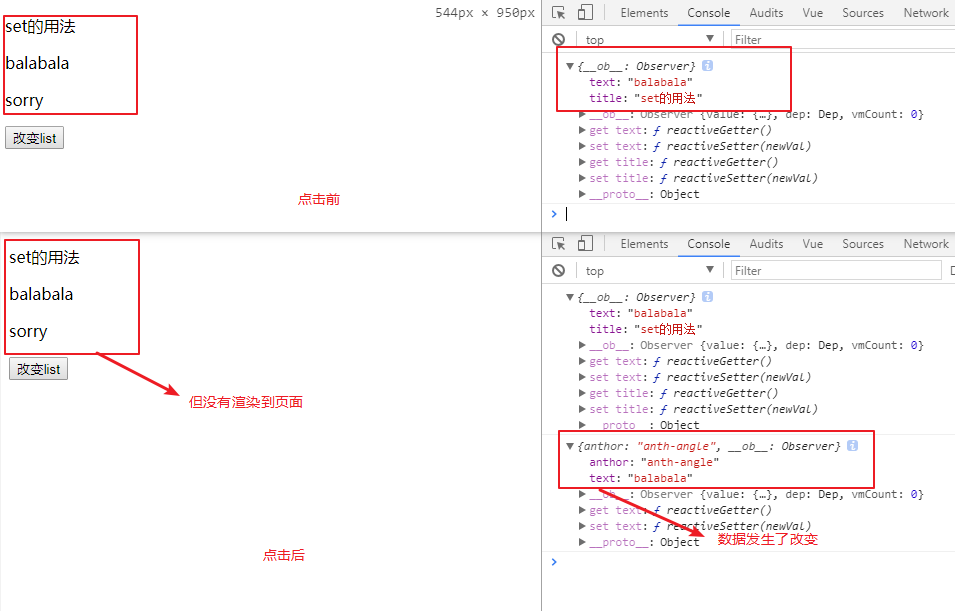 set的用法
balabala
sorry
改变list
点击前
544px × 950px
Elements Console Audits Vue Sources Network
top ▼ Filter
▼{__ob__: Observer} i
text: "balabala"
title: "set的用法"
▶__ob__: Observer {value: {…}, dep: Dep, vmCount: 0}
▶get text: ƒ reactiveGetter()
▶set text: ƒ reactiveSetter(newVal)
▶get title: ƒ reactiveGetter()
▶set title: ƒ reactiveSetter(newVal)
▶__proto__: Object
>
set的用法
balabala
sorry
改变list
但没有渲染到页面
点击后
Elements Console Audits Vue Sources Network
top ▼ Filter
▼{__ob__: Observer} i
text: "balabala"
title: "set的用法"
▶__ob__: Observer {value: {…}, dep: Dep, vmCount: 0}
▶get text: ƒ reactiveGetter()
▶set text: ƒ reactiveSetter(newVal)
▶get title: ƒ reactiveGetter()
▶set title: ƒ reactiveSetter(newVal)
▶__proto__: Object
▼{anthor: "anth-angle", __ob__: Observer} i
anthor: "anth-angle"
text: "balabala"
▶__ob__: Observer {value: {…}, dep: Dep, vmCount: 0}
▶get text: ƒ reactiveGetter()
▶set text: ƒ reactiveSetter(newVal)
▶__proto__: Object
数据发生了改变
>